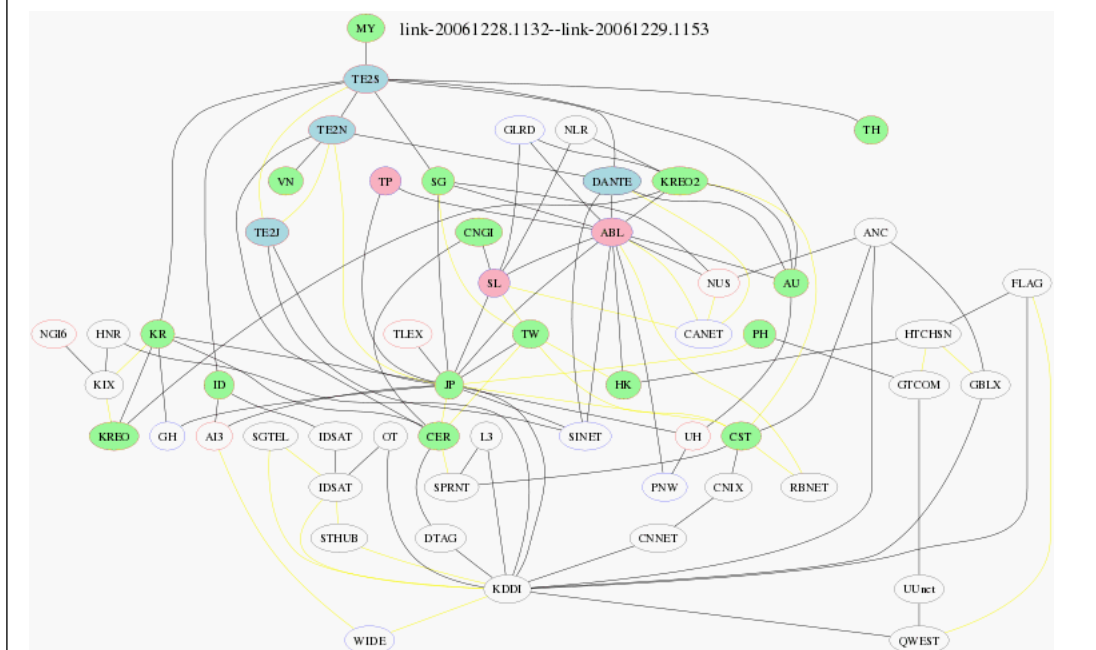 MY link-20061228.1132--link-20061229.1153
TE2S
TE2N GLRD NLR TH
VN TP SG DANTE KREO2
TE2J CNGI ABL ANC
SL NUS AU FLAG
NGI6 HNR KR TLEX TW CANET PH HTCHSN
KIX ID JP HK GTCOM GBLX
KREO GH AI3 SGTEL IDSAT OT CER L3 SINET UH CST
IDSAT SPRNT PNW CNIX RBNET
STHUB DTAG CNNET
KDDI UUnet
WIDE QWEST